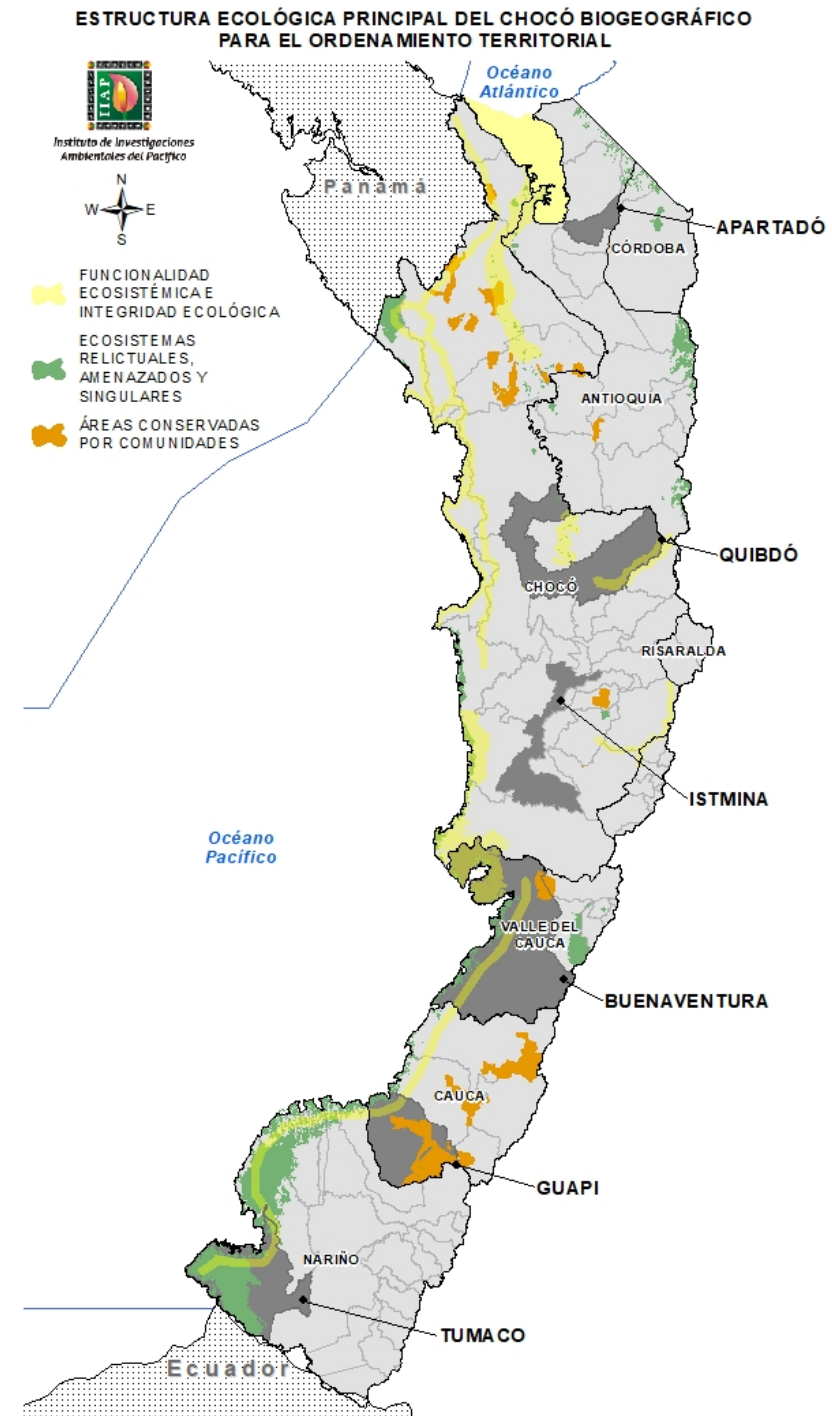 ESTRUCTURA ECOLÓGICA PRINCIPAL DEL CHOCÓ BIOGEOGRÁFICO
PARA EL ORDENAMIENTO TERRITORIAL
Océano
Atlántico
IIAP
Instituto de Investigaciones
Ambientales del Pacífico
N
W E
S
Panamá
APARTADÓ
CÓRDOBA
FUNCIONALIDAD
ECOSISTÉMICA E
INTEGRIDAD ECOLÓGICA
ECOSISTEMAS
RELICTUALES,
AMENAZADOS Y
SINGULARES
ÁREAS CONSERVADAS
POR COMUNIDADES
ANTIOQUIA
QUIBDÓ
CHOCÓ
RISARALDA
ISTMINA
Océano
Pacífico
VALLE DEL
CAUCA
BUENAVENTURA
CAUCA
GUAPI
NARIÑO
TUMACO
Ecuador